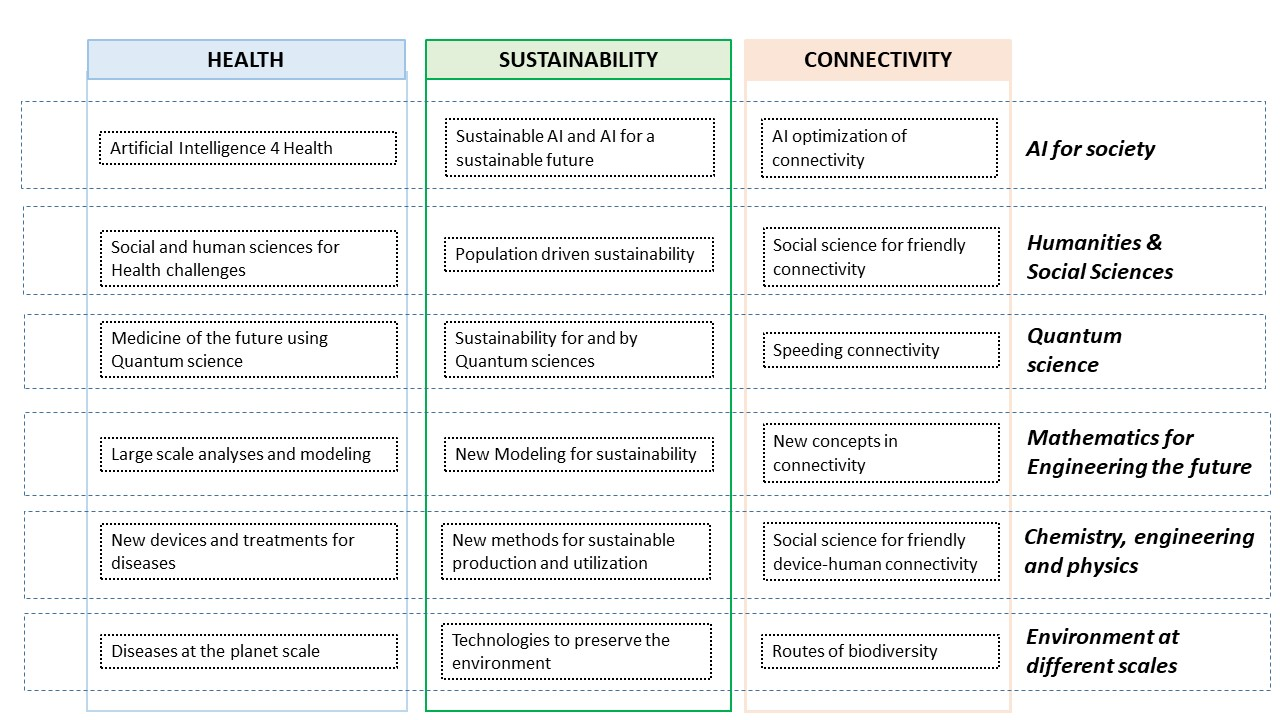 HEALTH
SUSTAINABILITY
CONNECTIVITY
Artificial Intelligence 4 Health
Sustainable AI and AI for a
sustainable future
AI optimization of
connectivity
AI for society
Social and human sciences for
Health challenges
Population driven sustainability
Social science for friendly
connectivity
Humanities &
Social Sciences
Medicine of the future using
Quantum science
Sustainability for and by
Quantum sciences
Speeding connectivity
Quantum
science
Large scale analyses and modeling
New Modeling for sustainability
New concepts in
connectivity
Mathematics for
Engineering the future
New devices and treatments for
diseases
New methods for sustainable
production and utilization
Social science for friendly
device-human connectivity
Chemistry, engineering
and physics
Diseases at the planet scale
Technologies to preserve the
environment
Routes of biodiversity
Environment at
different scales